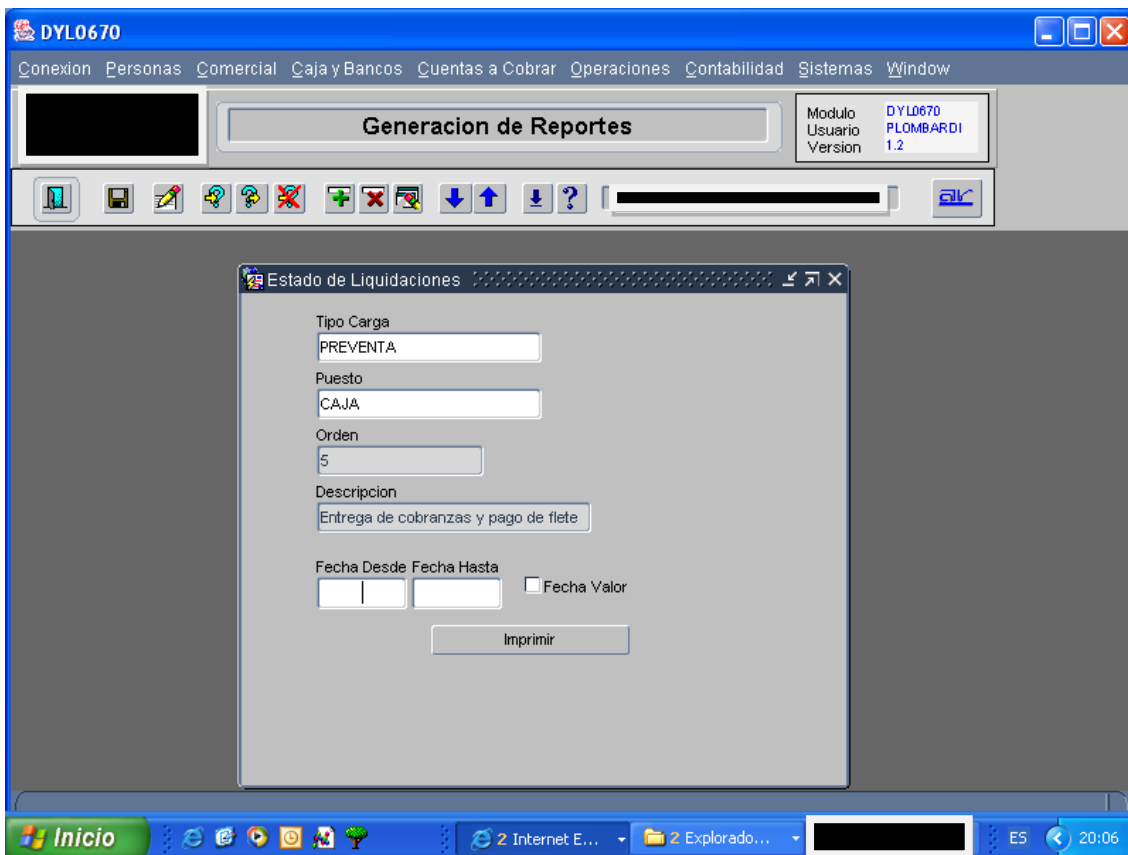 DYL0670
Conexion Personas Comercial Caja y Bancos Cuentas a Cobrar Operaciones Contabilidad Sistemas Window
Generacion de Reportes
Modulo DYL0670
Usuario PLOMBARDI
Version 1.2
ar
Estado de Liquidaciones
Tipo Carga
PREVENTA
Puesto
CAJA
Orden
5
Descripcion
Entrega de cobranzas y pago de flete
Fecha Desde Fecha Hasta
Fecha Valor
Imprimir
Inicio 2 Internet E... 2 Explorado... ES 20:06